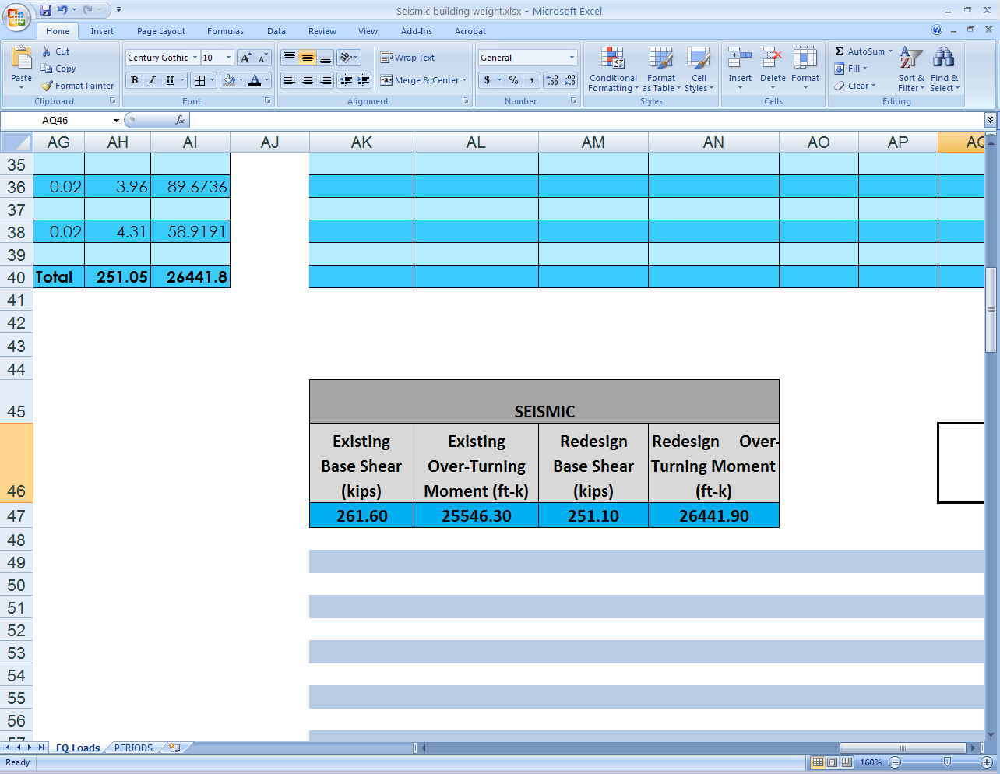 Seismic building weight.xlsx - Microsoft Excel
Home Insert Page Layout Formulas Data Review View Add-Ins Acrobat
Paste Cut Copy Format Painter
Clipboard
Century Gothic 10
B I U
Font
Wrap Text
Merge & Center
Alignment
General
$ % ,
Number
Conditional Formatting
Format as Table
Cell Styles
Styles
Insert Delete Format
Cells
Σ AutoSum
Fill
Clear
Sort & Filter
Find & Select
Editing
AQ46 fx
AG AH AI AJ AK AL AM AN AO AP
35
36 0.02 3.96 89.6736
37
38 0.02 4.31 58.9191
39
40 Total 251.05 26441.8
41
42
43
44
45 SEISMIC
46 Existing Base Shear (kips) Existing Over-Turning Moment (ft-k) Redesign Base Shear (kips) Redesign Over-Turning Moment (ft-k)
47 261.60 25546.30 251.10 26441.90
48
49
50
51
52
53
54
55
56
57
EQ Loads PERIODS
Ready 160%